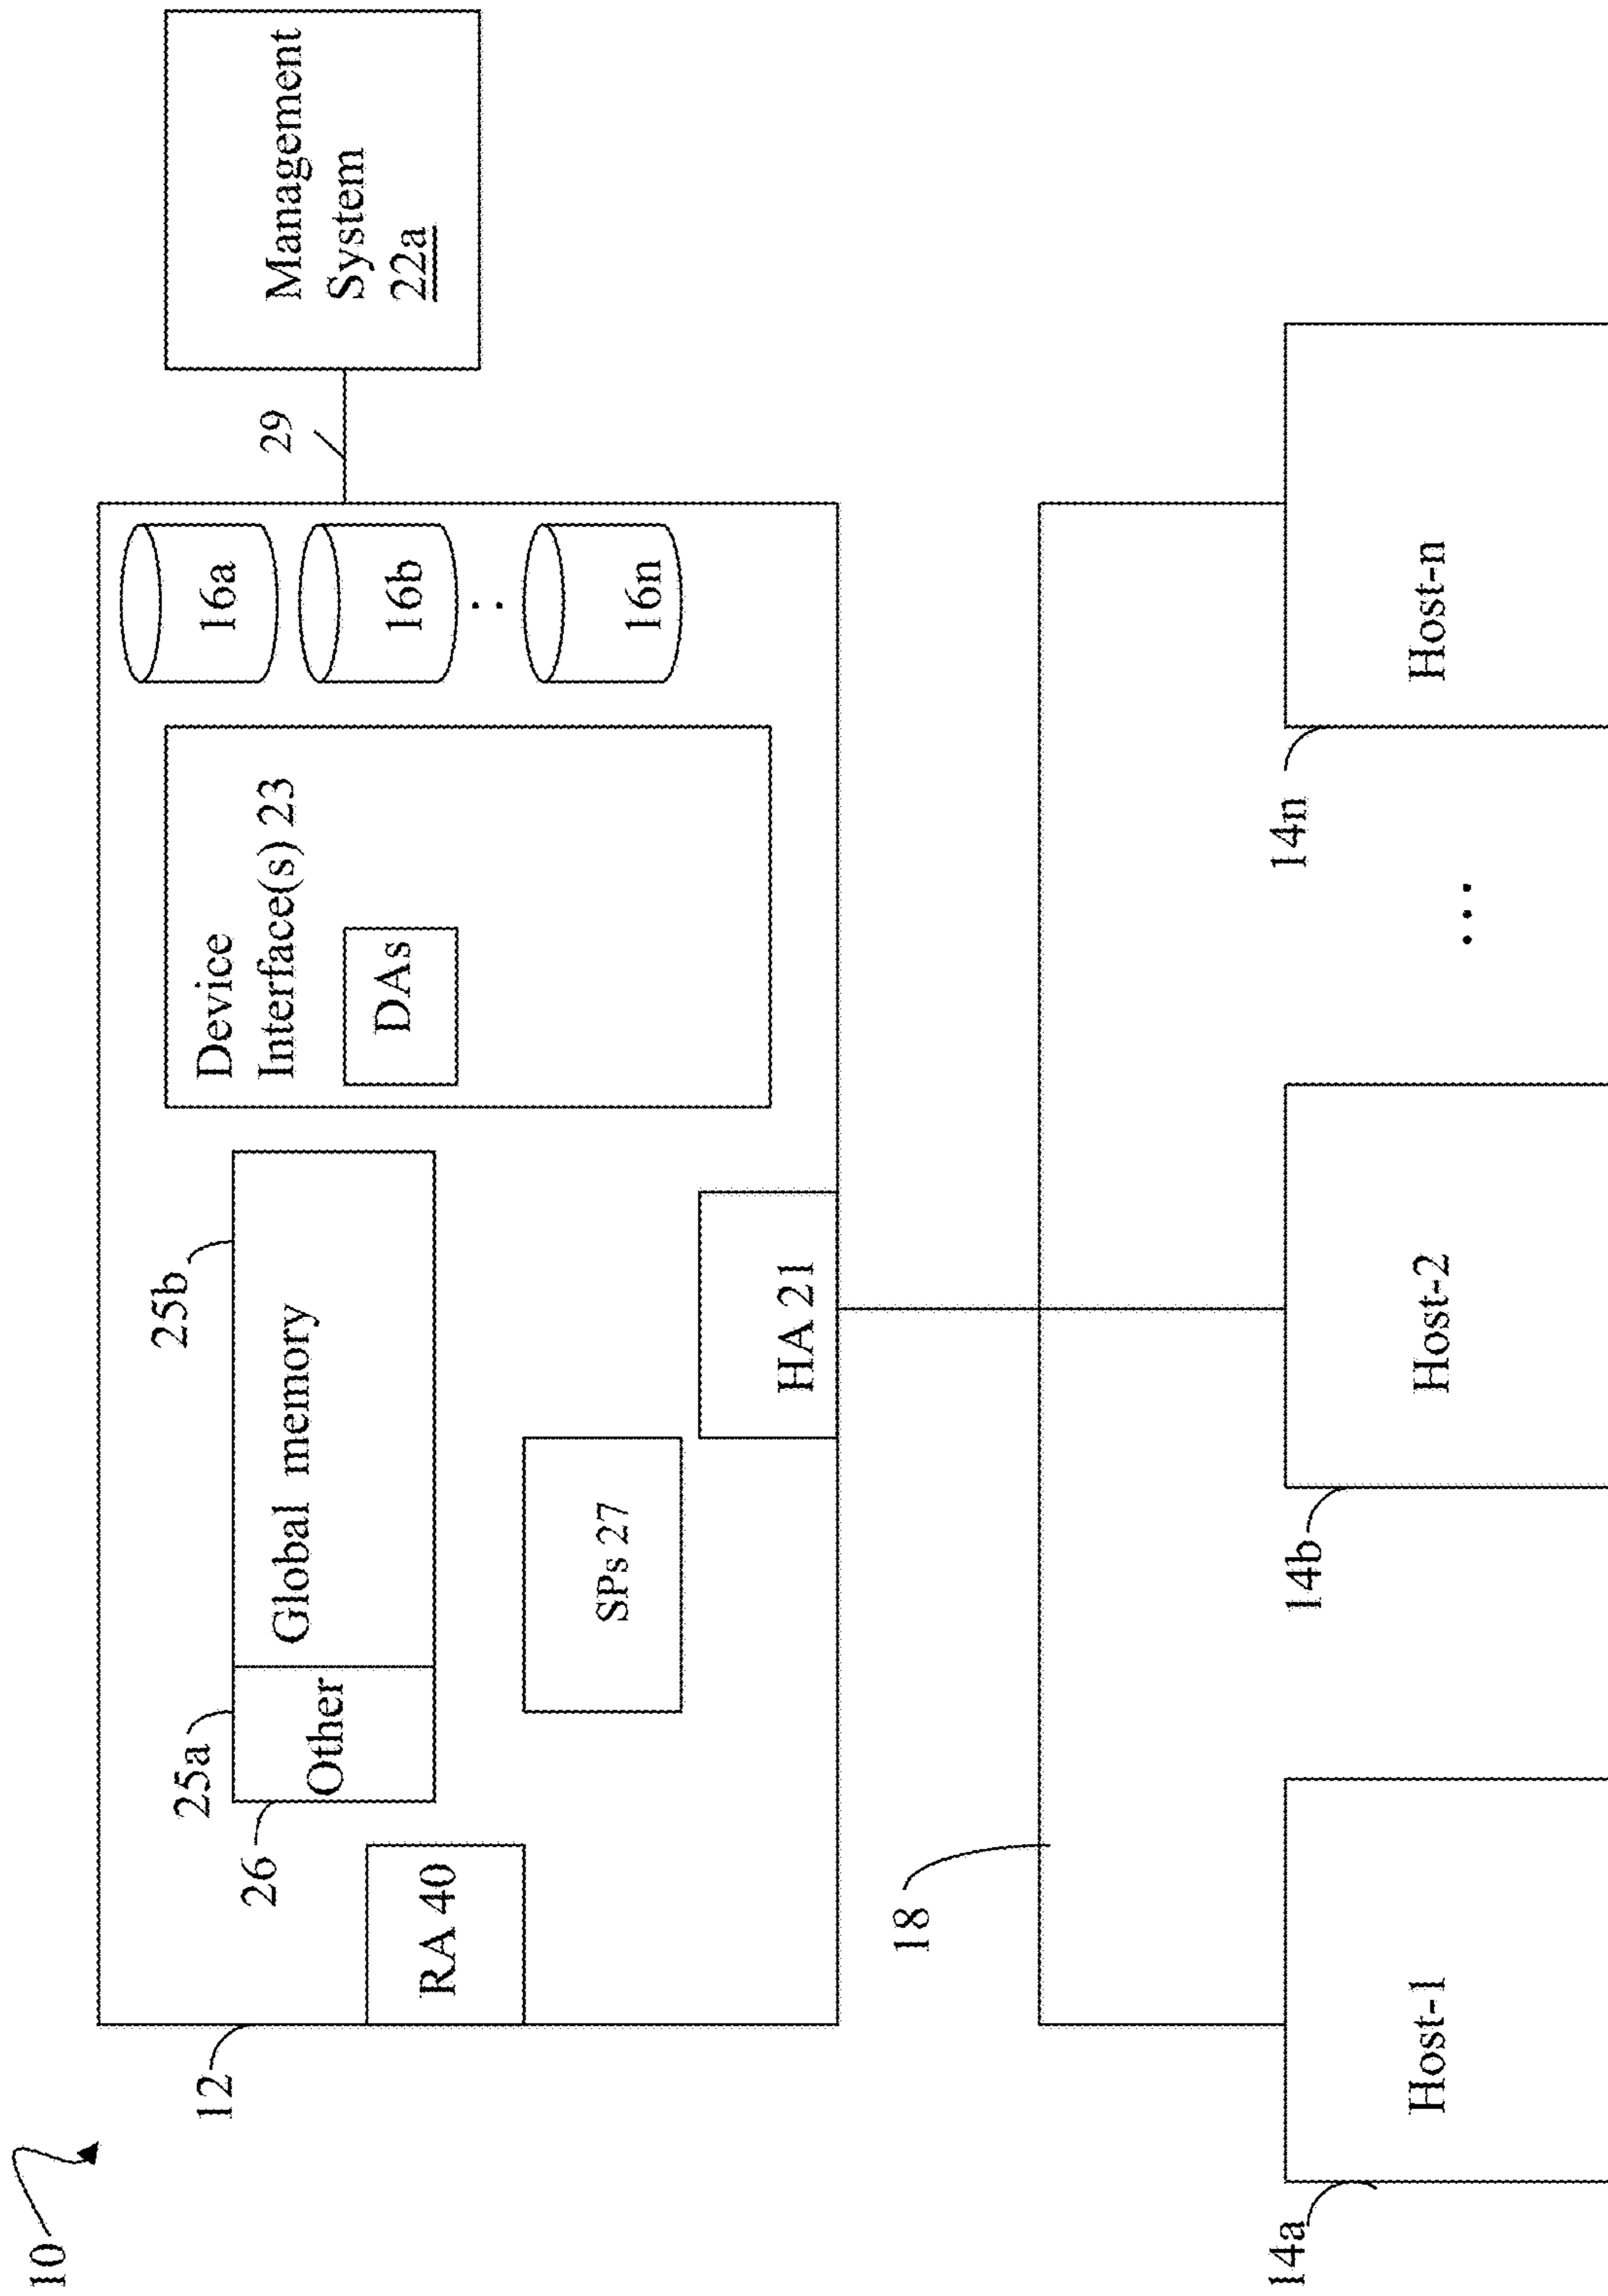 10
12
25a
25b
26
Other
Global memory
RA 40
SPs 27
HA 21
Device
Interface(s) 23
DAs
16a
16b
:
16n
29
Management
System
22a
18
14a
Host-1
14b
Host-2
...
14n
Host-n